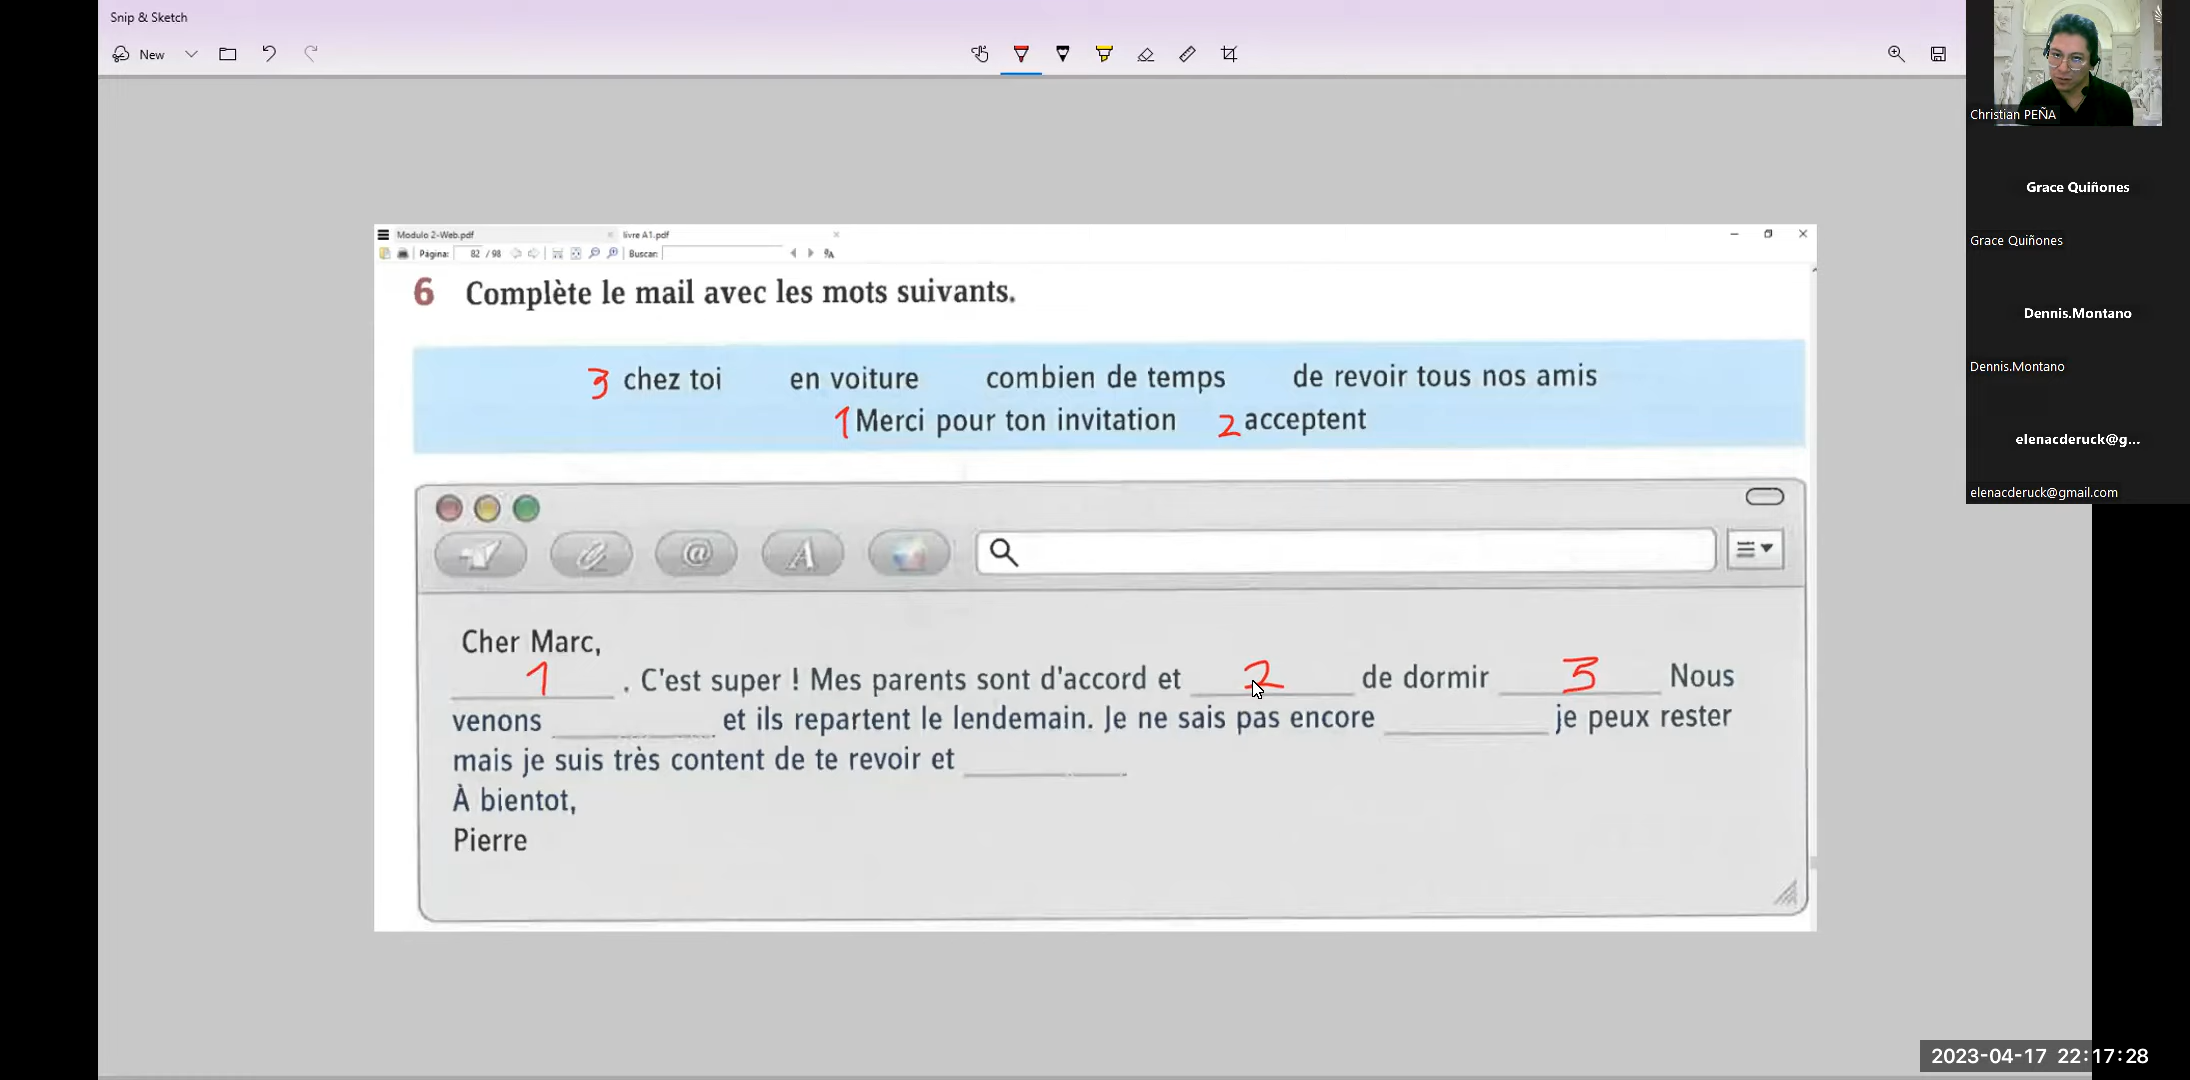 Snip & Sketch
New
Christian PEÑA
Grace Quiñones
Grace Quiñones
Dennis.Montano
Dennis.Montano
elenacderuck@g...
elenacderuck@gmail.com
Modulo 2-Web.pdf
livre A1.pdf
Página: 82 / 98 Buscar:
6 Complète le mail avec les mots suivants.
3 chez toi en voiture combien de temps de revoir tous nos amis
1 Merci pour ton invitation 2 acceptent
@ A
Cher Marc,
1 . C'est super ! Mes parents sont d'accord et 2 de dormir 3 Nous
venons et ils repartent le lendemain. Je ne sais pas encore je peux rester
mais je suis très content de te revoir et
À bientot,
Pierre
2023-04-17 22:17:28